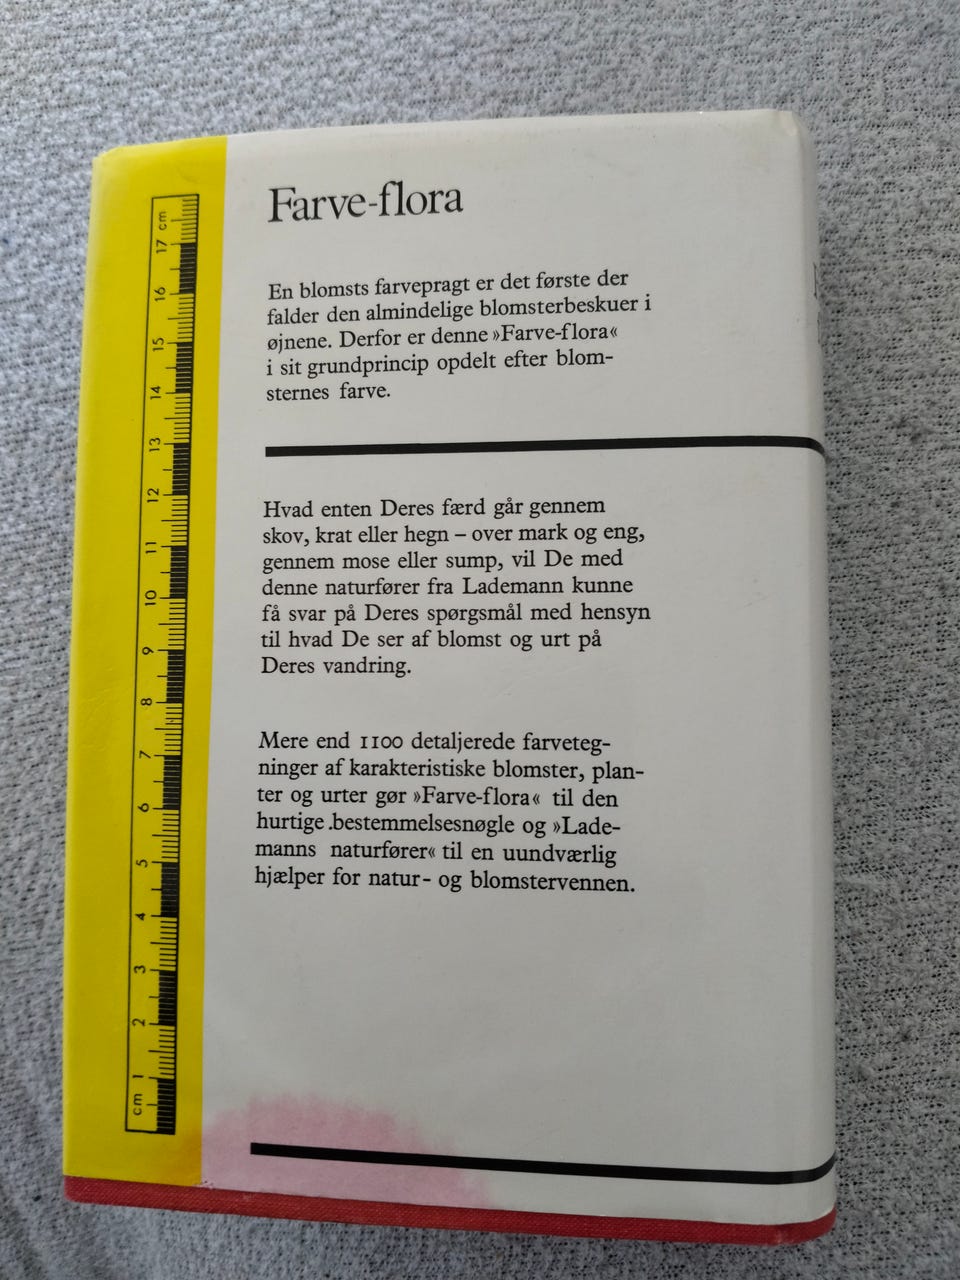 Farve-flora
En blomsts farvepragt er det første der
falder den almindelige blomsterbeskuer i
øjnene. Derfor er denne »Farve-flora«
i sit grundprincip opdelt efter blom-
sternes farve.
Hvad enten Deres færd går gennem
skov, krat eller hegn – over mark og eng,
gennem mose eller sump, vil De med
denne naturfører fra Lademann kunne
få svar på Deres spørgsmål med hensyn
til hvad De ser af blomst og urt på
Deres vandring.
Mere end 1100 detaljerede farveteg-
ninger af karakteristiske blomster, plan-
ter og urter gør »Farve-flora« til den
hurtige .bestemmelsesnøgle og »Lade-
manns naturfører« til en uundværlig
hjælper for natur- og blomstervennen.
cm 1 2 3 4 5 6 7 8 9 10 11 12 13 14 15 16 17 cm